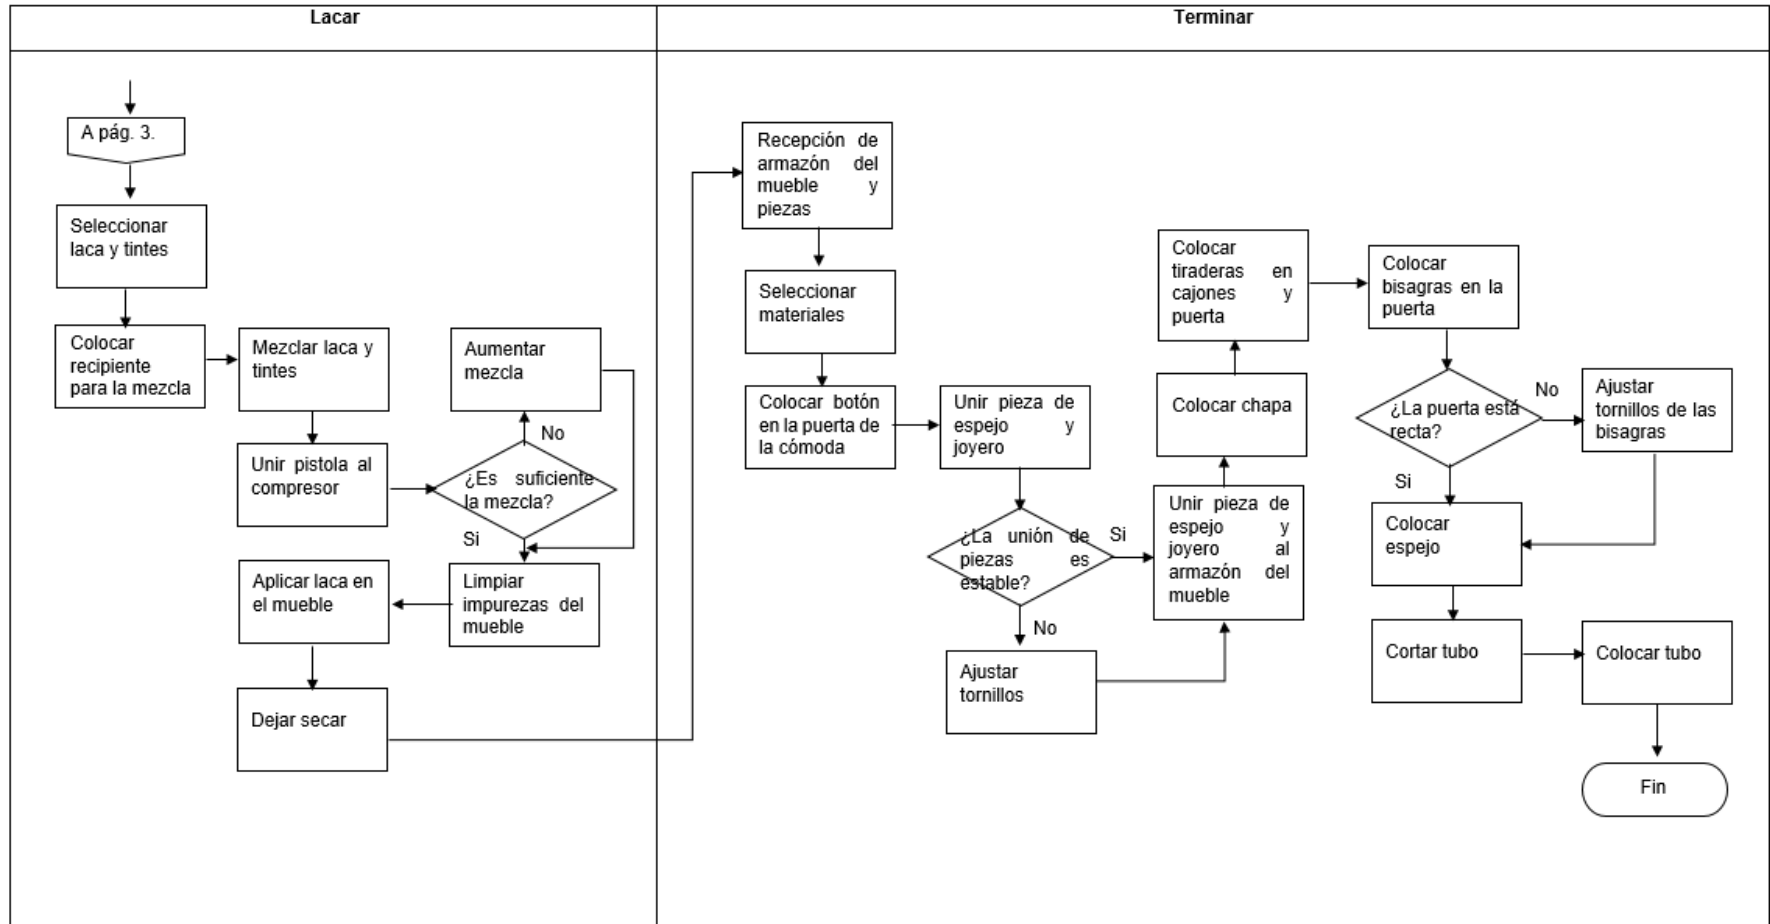 Lacar
Terminar
A pág. 3.
Seleccionar
laca y tintes
Colocar
recipiente
para la mezcla
Mezclar laca y
tintes
Unir pistola al
compresor
¿Es suficiente
la mezcla?
No
Aumentar
mezcla
Si
Limpiar
impurezas del
mueble
Aplicar laca en
el mueble
Dejar secar
Recepción de
armazón del
mueble y
piezas
Seleccionar
materiales
Colocar botón
en la puerta de
la cómoda
Unir pieza de
espejo y
joyero
¿La unión de
piezas es
estable?
Si
No
Ajustar
tornillos
Unir pieza de
espejo y
joyero al
armazón del
mueble
Colocar chapa
Colocar
tiraderas en
cajones y
puerta
Colocar
bisagras en la
puerta
¿La puerta está
recta?
No
Ajustar
tornillos de las
bisagras
Si
Colocar
espejo
Cortar tubo
Colocar tubo
Fin